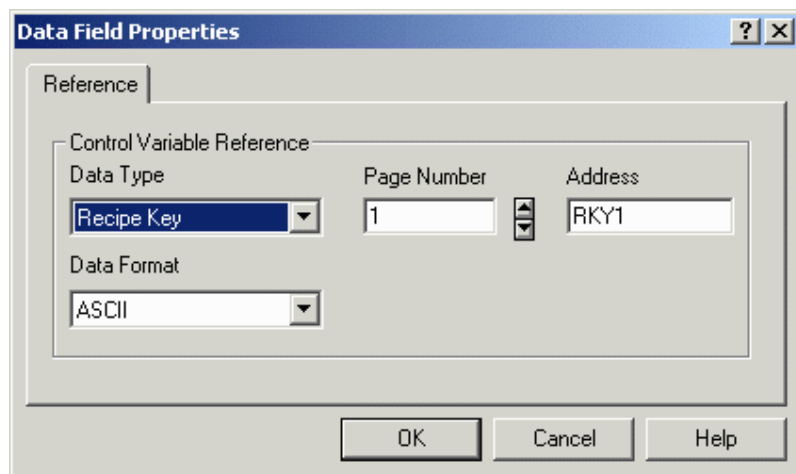 Data Field Properties
Reference
Control Variable Reference
Data Type Page Number Address
Recipe Key 1 RKY1
Data Format
ASCII
OK Cancel Help